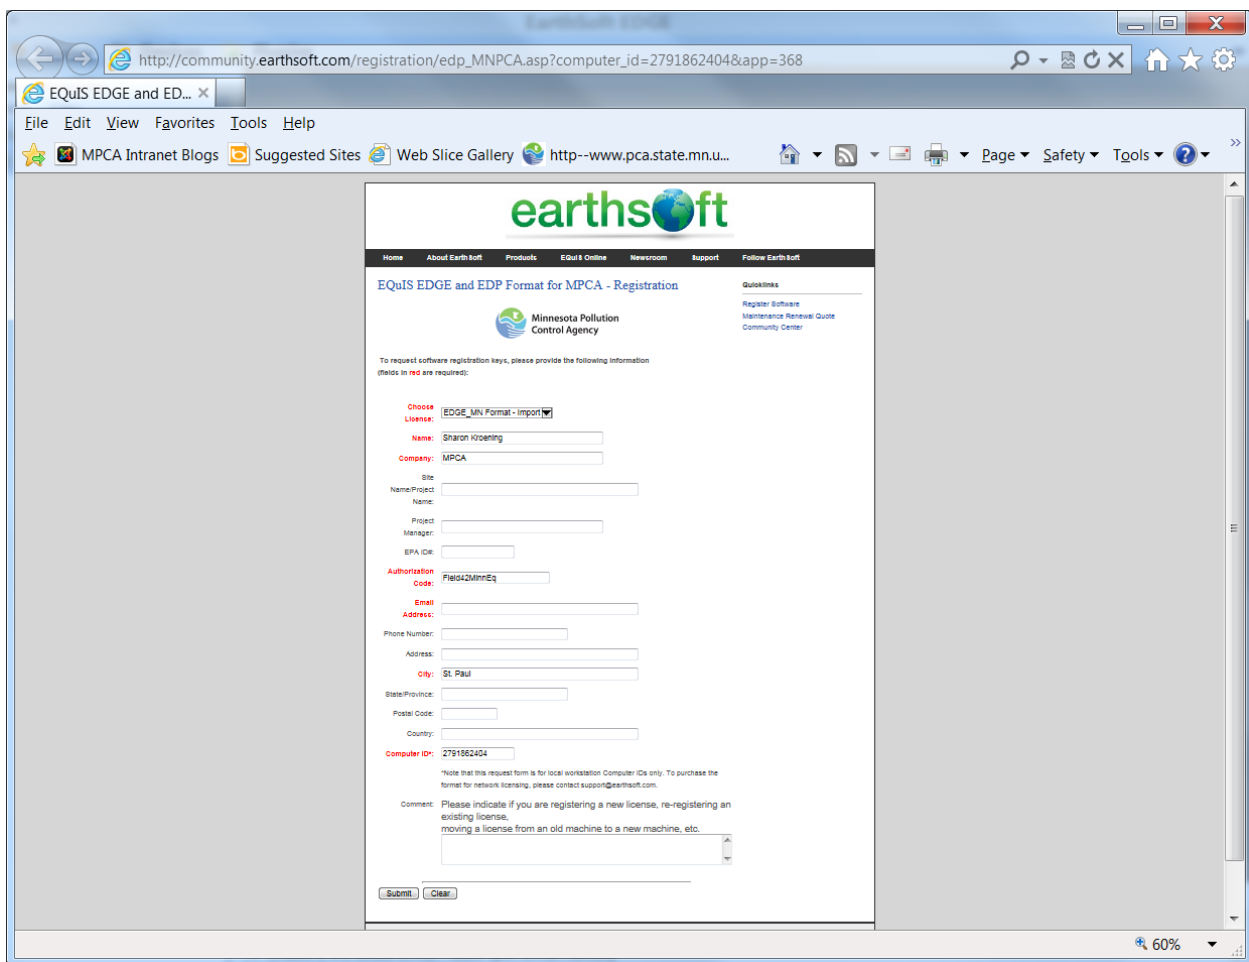 EarthSoft EDGE
http://community.earthsoft.com/registration/edp_MNPCA.asp?computer_id=2791862404&app=368
EQuIS EDGE and ED...
File Edit View Favorites Tools Help
MPCA Intranet Blogs Suggested Sites Web Slice Gallery http--www.pca.state.mn.u... Page Safety Tools
earthsoft
Home About EarthSoft Products EQuIS Online Newsroom Support Follow EarthSoft
EQuIS EDGE and EDP Format for MPCA - Registration
Quicklinks
Register Software
Maintenance Renewal Quote
Community Center
Minnesota Pollution
Control Agency
To request software registration keys, please provide the following information
(fields in red are required):
Choose
License: EDGE_MN Format - Import
Name: Sharon Kroening
Company: MPCA
Site
Name/Project
Name:
Project
Manager:
EPA ID#:
Authorization
Code: Field42MinnEq
Email
Address:
Phone Number:
Address:
City: St. Paul
State/Province:
Postal Code:
Country:
Computer ID*: 2791862404
*Note that this request form is for local workstation Computer IDs only. To purchase the
format for network licensing, please contact support@earthsoft.com.
Comment: Please indicate if you are registering a new license, re-registering an
existing license,
moving a license from an old machine to a new machine, etc.
Submit Clear
60%